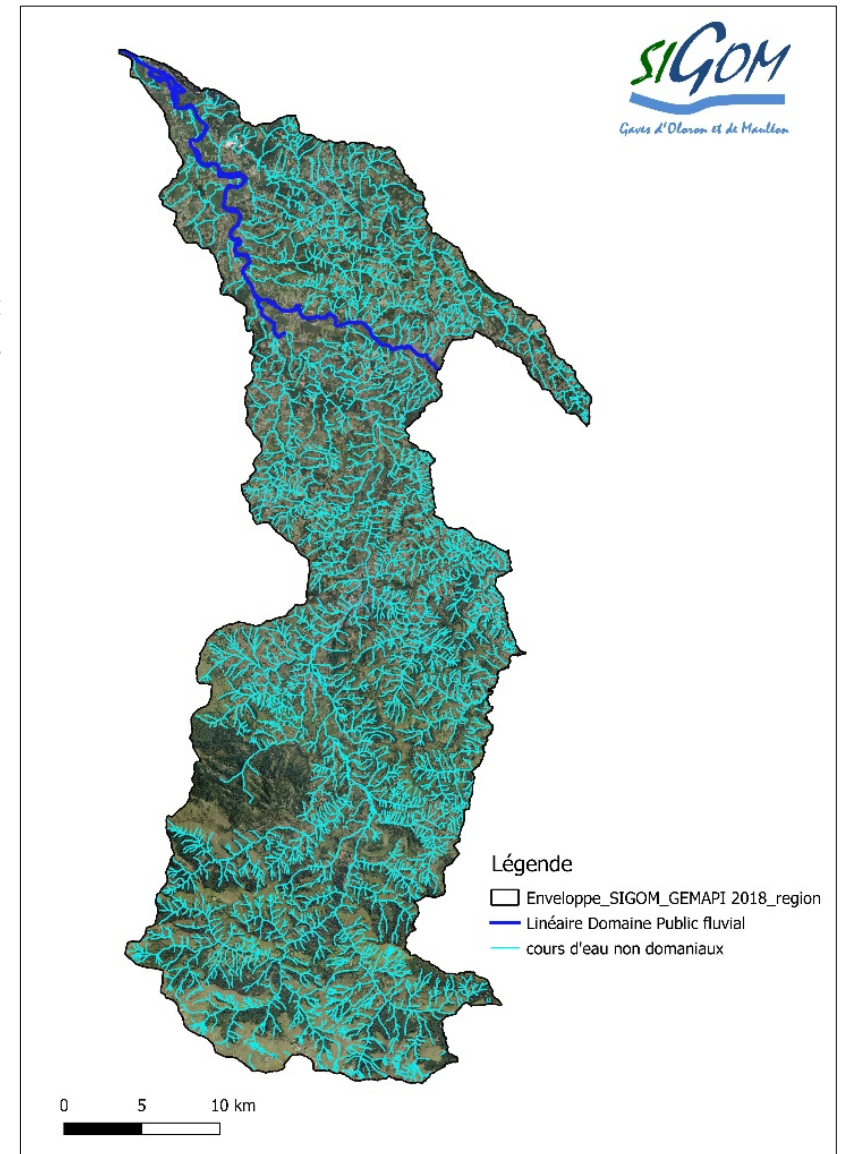 SIGOM
Gaves d'Oloron et de Mauléon
Légende
Enveloppe_SIGOM_GEMAPI 2018_region
Linéaire Domaine Public fluvial
cours d'eau non domaniaux
0 5 10 km